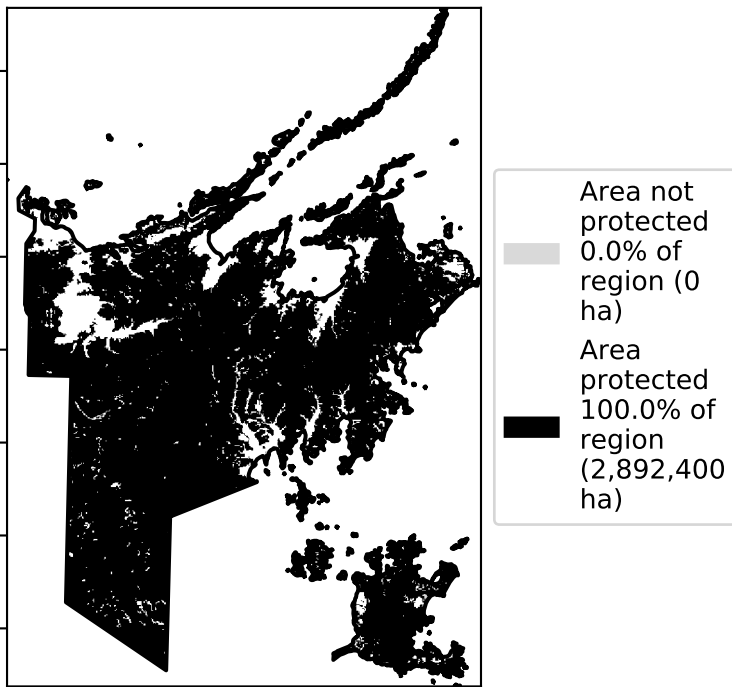 Area not
protected
0.0% of
region (0
ha)
Area
protected
100.0% of
region
(2,892,400
ha)